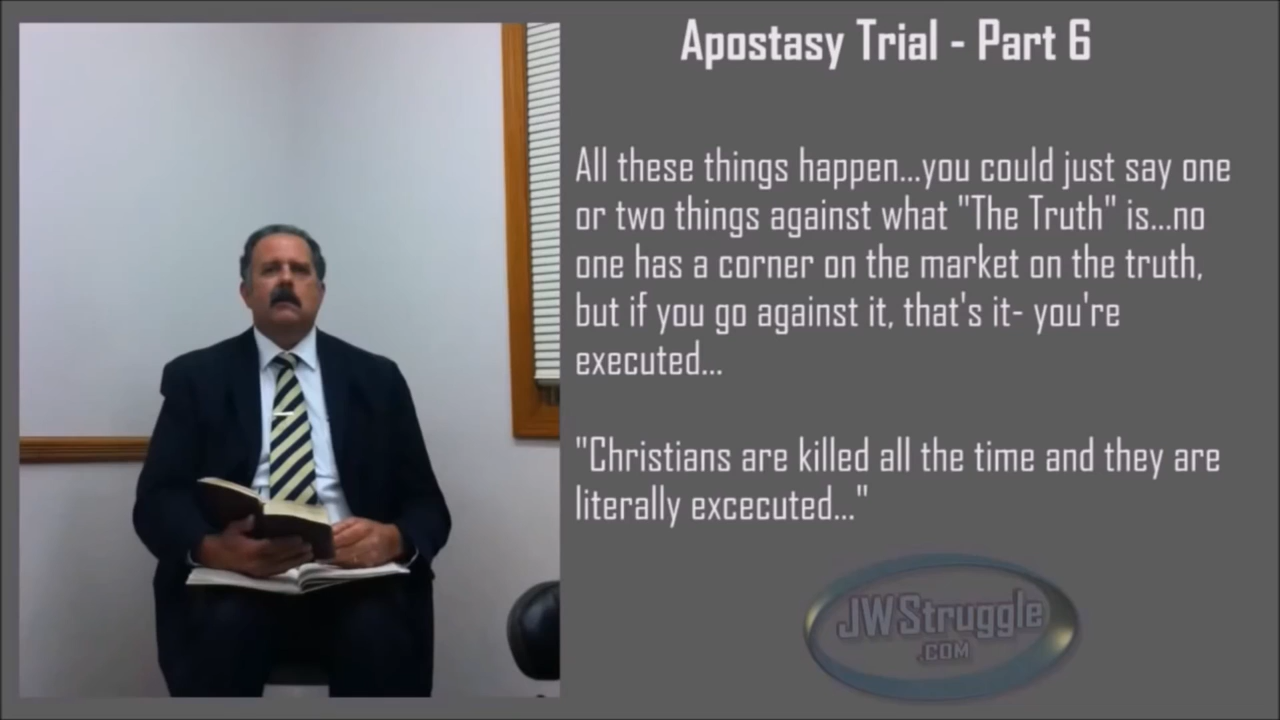 Apostasy Trial - Part 6
All these things happen...you could just say one
or two things against what "The Truth" is...no
one has a corner on the market on the truth,
but if you go against it, that's it- you're
executed...
"Christians are killed all the time and they are
literally excecuted..."
JWStruggle
.COM